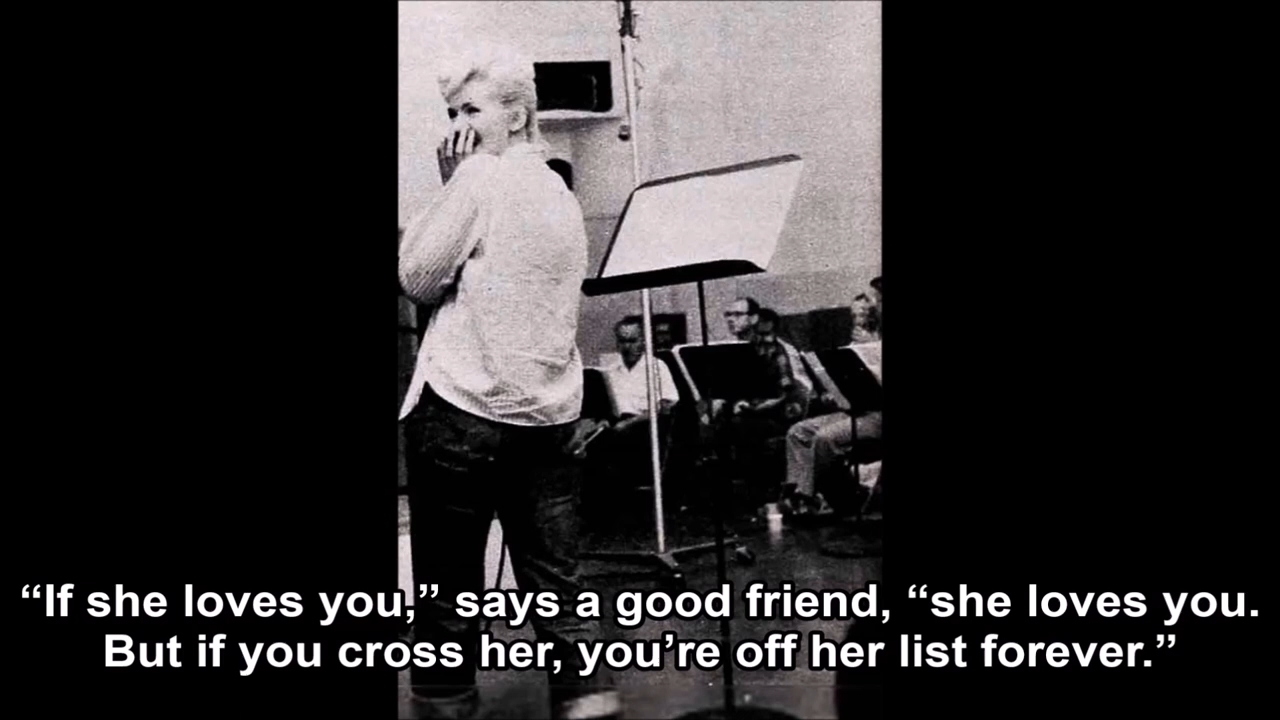 “If she loves you,” says a good friend, “she loves you.
But if you cross her, you’re off her list forever.”